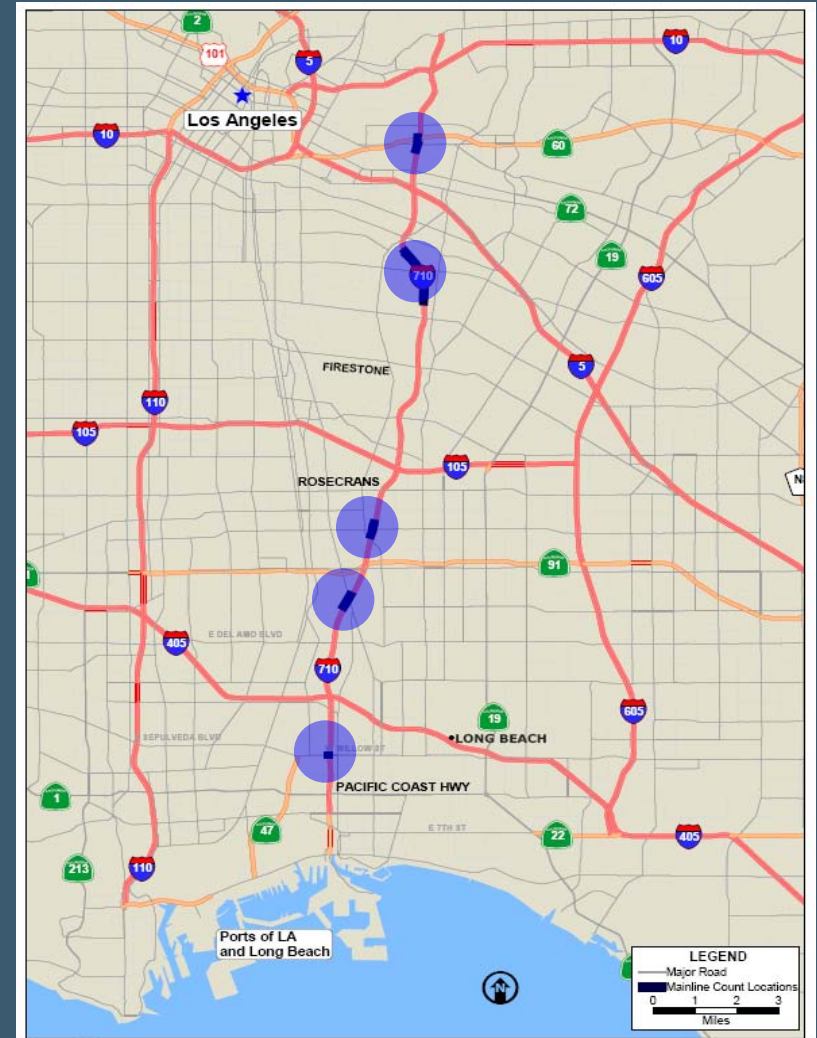 2
101
5
10
Los Angeles
10
60
72
19
710
605
FIRESTONE
5
110
105
105
ROSECRANS
N
91
E DEL AMO BLVD
405
710
605
19
SEPULVEDA BLVD
LONG BEACH
WILLOW ST
PACIFIC COAST HWY
1
47
E 7TH ST
22
405
213
110
Ports of LA
and Long Beach
N
LEGEND
Major Road
Mainline Count Locations
0 1 2 3
Miles